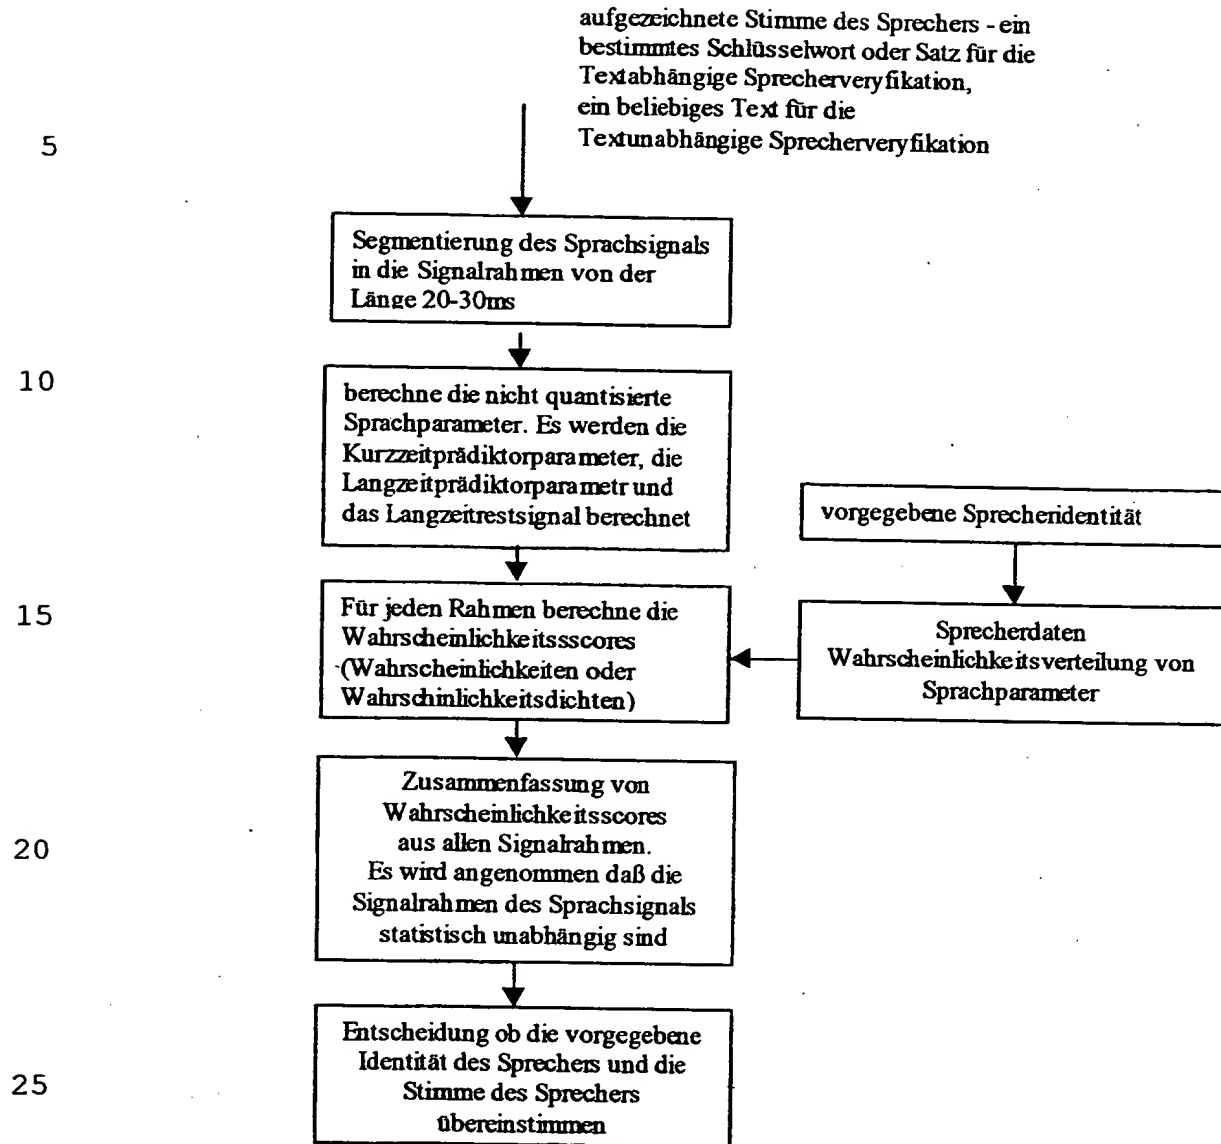 aufgezeichnete Stimme des Sprechers - ein
bestimmtes Schlüsselwort oder Satz für die
Textabhängige Sprecherveryfikation,
ein beliebiges Text für die
Textunabhängige Sprecherveryfikation
5
Segmentierung des Sprachsignals
in die Signalrahmen von der
Länge 20-30ms
10
berechne die nicht quantisierte
Sprachparameter. Es werden die
Kurzzeitprädiktorparameter, die
Langzeitprädiktorparametr und
das Langzeitrestsignal berechnet
vorgegebene Sprecheridentität
15
Für jeden Rahmen berechne die
Wahrscheinlichkeitssscores
(Wahrscheinlichkeiten oder
Wahrschinlichkeitsdichten)
Sprecherdaten
Wahrscheinlichkeitsverteilung von
Sprachparameter
20
Zusammenfassung von
Wahrscheinlichkeitsscores
aus allen Signalrahmen.
Es wird angenommen daß die
Signalrahmen des Sprachsignals
statistisch unabhängig sind
25
Entscheidung ob die vorgegebene
Identität des Sprechers und die
Stimme des Sprechers
übereinstimmen